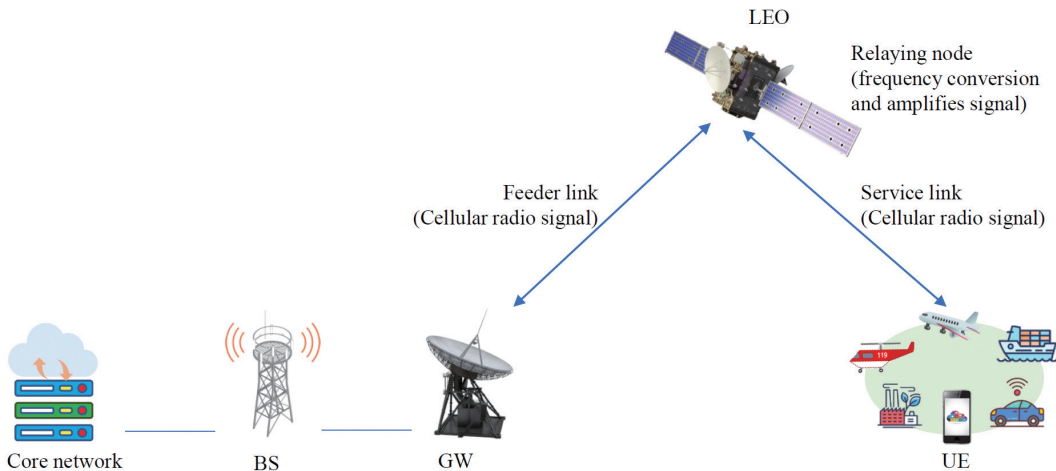 LEO
Relaying node
(frequency conversion
and amplifies signal)
Feeder link
(Cellular radio signal)
Service link
(Cellular radio signal)
119
Core network
BS
GW
UE